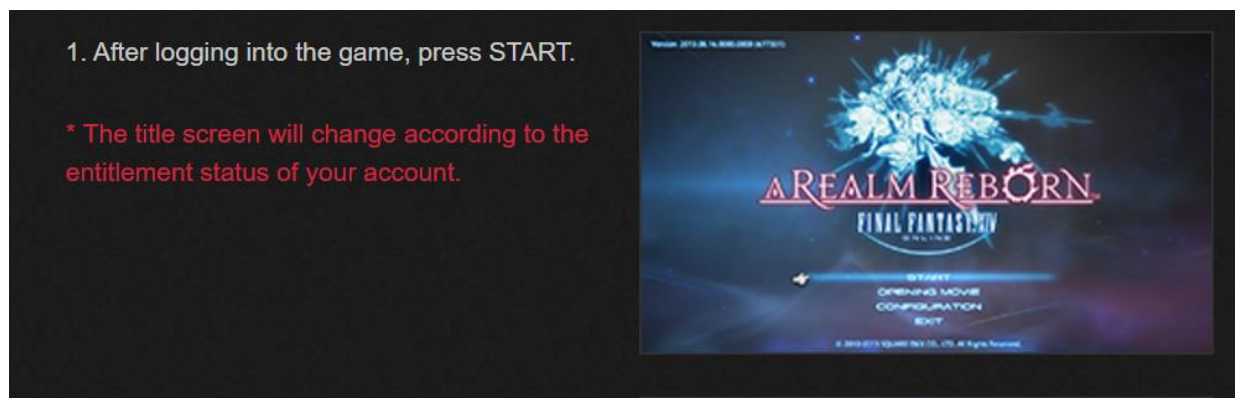 1. After logging into the game, press START.
* The title screen will change according to the
entitlement status of your account.
A REALM REBORN
FINAL FANTASY XIV
ONLINE
START
OPENING MOVIE
CONFIGURATION
EXIT